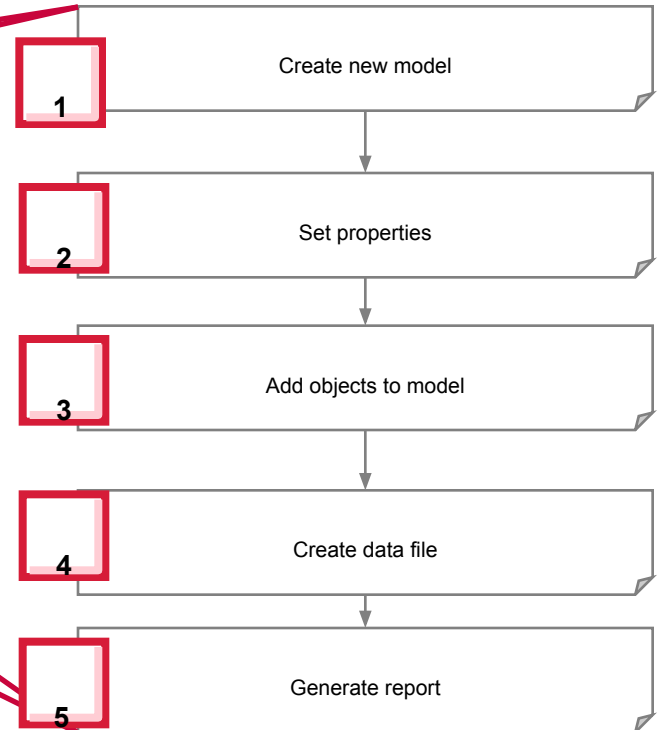 Create new model
1
Set properties
2
Add objects to model
3
Create data file
4
Generate report
5